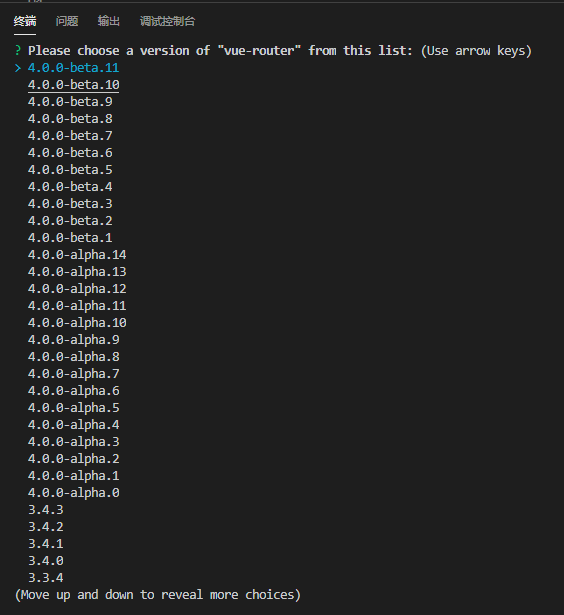 终端 问题 输出 调试控制台
? Please choose a version of "vue-router" from this list: (Use arrow keys)
> 4.0.0-beta.11
4.0.0-beta.10
4.0.0-beta.9
4.0.0-beta.8
4.0.0-beta.7
4.0.0-beta.6
4.0.0-beta.5
4.0.0-beta.4
4.0.0-beta.3
4.0.0-beta.2
4.0.0-beta.1
4.0.0-alpha.14
4.0.0-alpha.13
4.0.0-alpha.12
4.0.0-alpha.11
4.0.0-alpha.10
4.0.0-alpha.9
4.0.0-alpha.8
4.0.0-alpha.7
4.0.0-alpha.6
4.0.0-alpha.5
4.0.0-alpha.4
4.0.0-alpha.3
4.0.0-alpha.2
4.0.0-alpha.1
4.0.0-alpha.0
3.4.3
3.4.2
3.4.1
3.4.0
3.3.4
(Move up and down to reveal more choices)